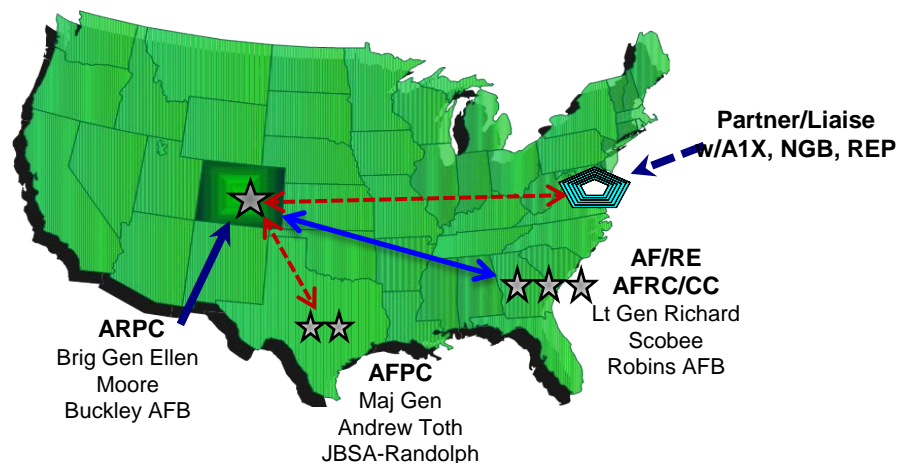 Partner/Liaise
w/A1X, NGB, REP
AF/RE
AFRC/CC
Lt Gen Richard
Scobee
Robins AFB
ARPC
Brig Gen Ellen
Moore
Buckley AFB
AFPC
Maj Gen
Andrew Toth
JBSA-Randolph